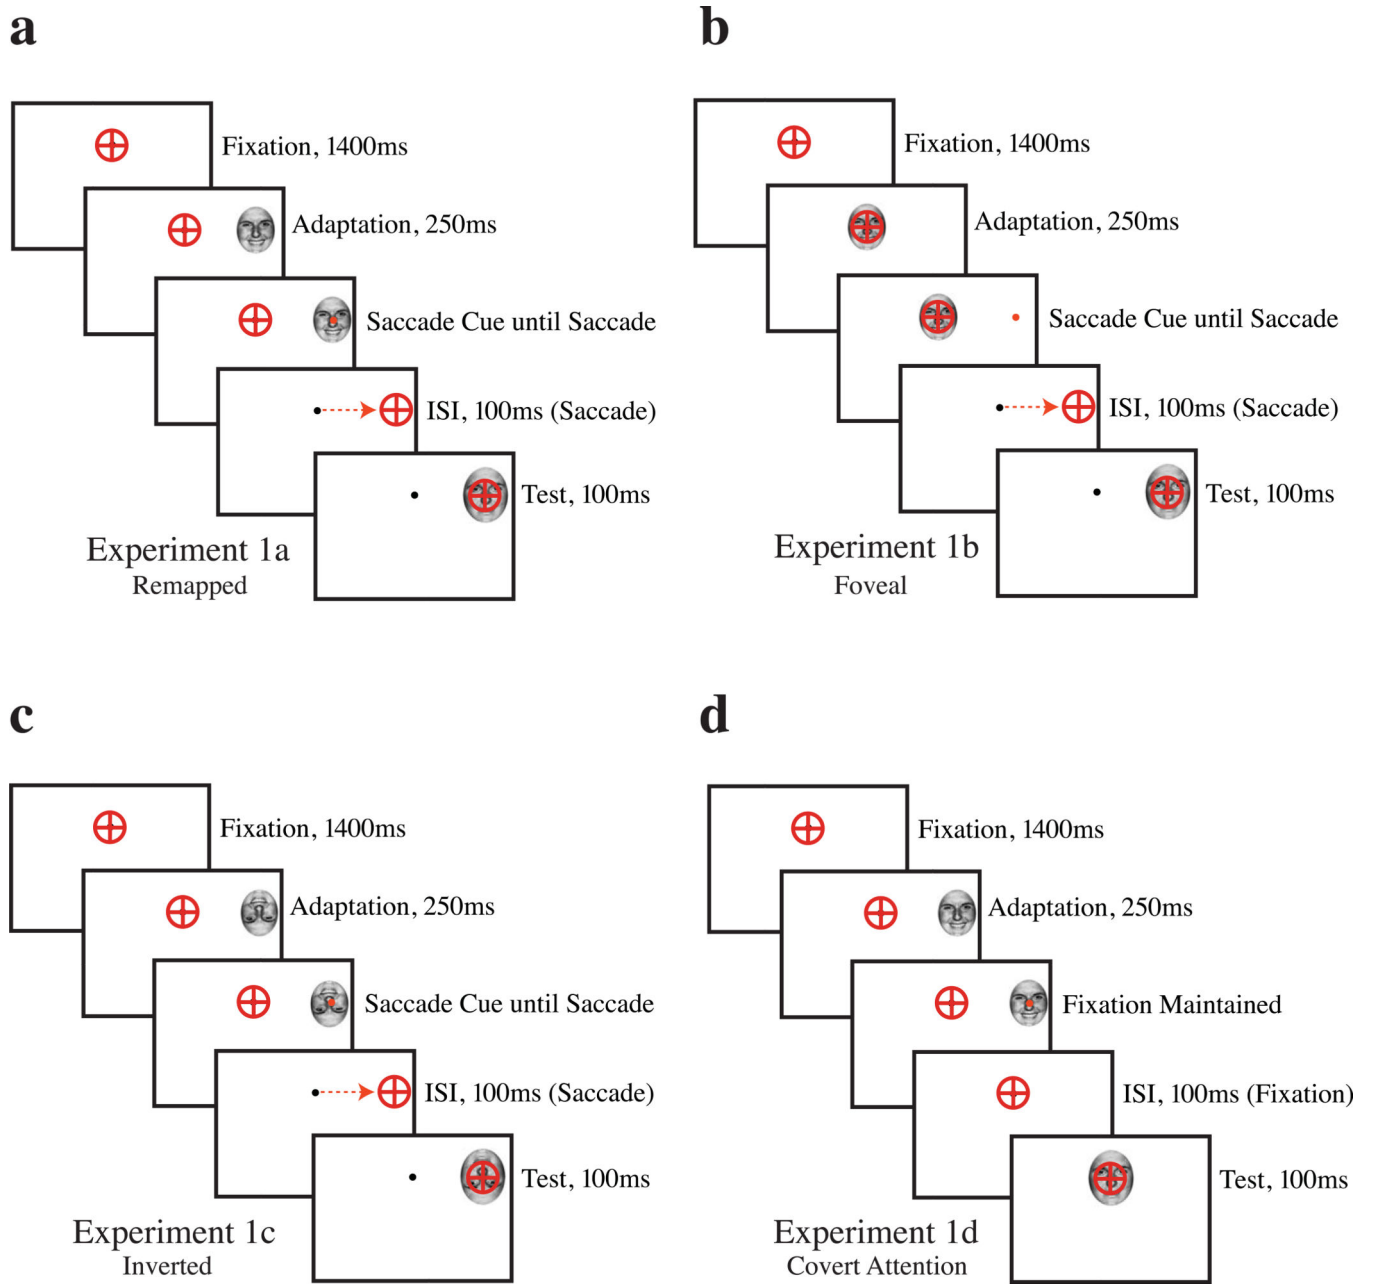 a
Fixation, 1400ms
Adaptation, 250ms
Saccade Cue until Saccade
ISI, 100ms (Saccade)
Test, 100ms
Experiment 1a
Remapped
b
Fixation, 1400ms
Adaptation, 250ms
Saccade Cue until Saccade
ISI, 100ms (Saccade)
Test, 100ms
Experiment 1b
Foveal
c
Fixation, 1400ms
Adaptation, 250ms
Saccade Cue until Saccade
ISI, 100ms (Saccade)
Test, 100ms
Experiment 1c
Inverted
d
Fixation, 1400ms
Adaptation, 250ms
Fixation Maintained
ISI, 100ms (Fixation)
Test, 100ms
Experiment 1d
Covert Attention